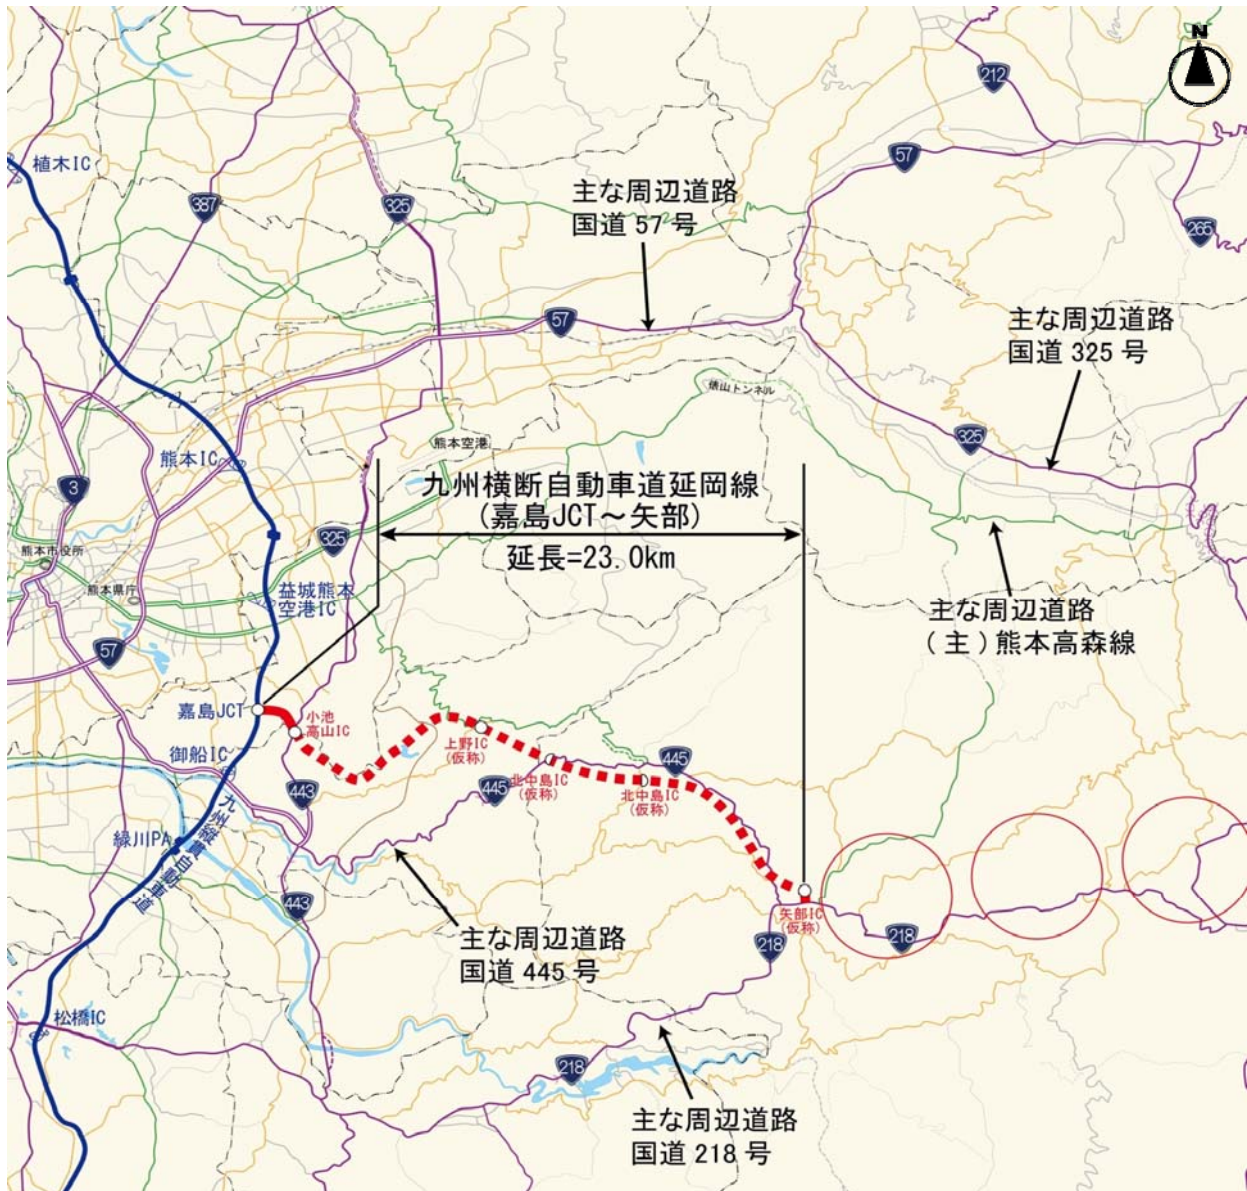 N
212
57
植木IC
387
325
主な周辺道路
国道 57 号
265
57
主な周辺道路
国道 325 号
俵山トンネル
325
熊本空港
熊本IC
3
九州横断自動車道延岡線
(嘉島JCT～矢部)
延長=23.0km
325
熊本市役所
熊本県庁
益城熊本
空港IC
主な周辺道路
(主)熊本高森線
57
嘉島JCT
小池
高山IC
上野IC
(仮称)
御船IC
445
北中島IC
(仮称)
北中島IC
(仮称)
443
445
緑川PA
九州縦貫自動車道
443
矢部IC
(仮称)
主な周辺道路
国道 445 号
218
218
松橋IC
218
主な周辺道路
国道 218 号